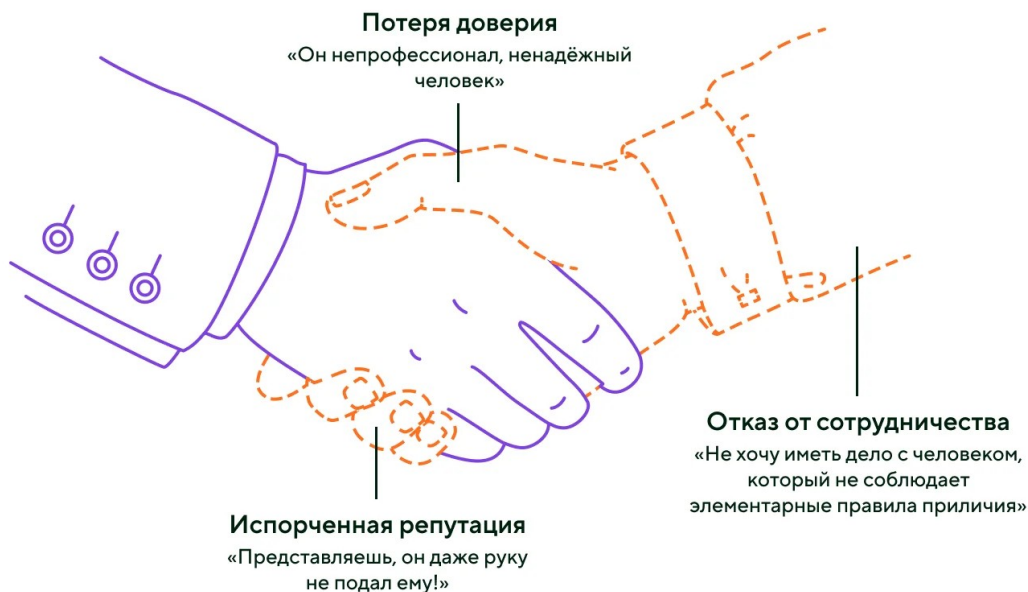 Потеря доверия
«Он непрофессионал, ненадёжный
человек»
Отказ от сотрудничества
«Не хочу иметь дело с человеком,
который не соблюдает
элементарные правила приличия»
Испорченная репутация
«Представляешь, он даже руку
не подал ему!»